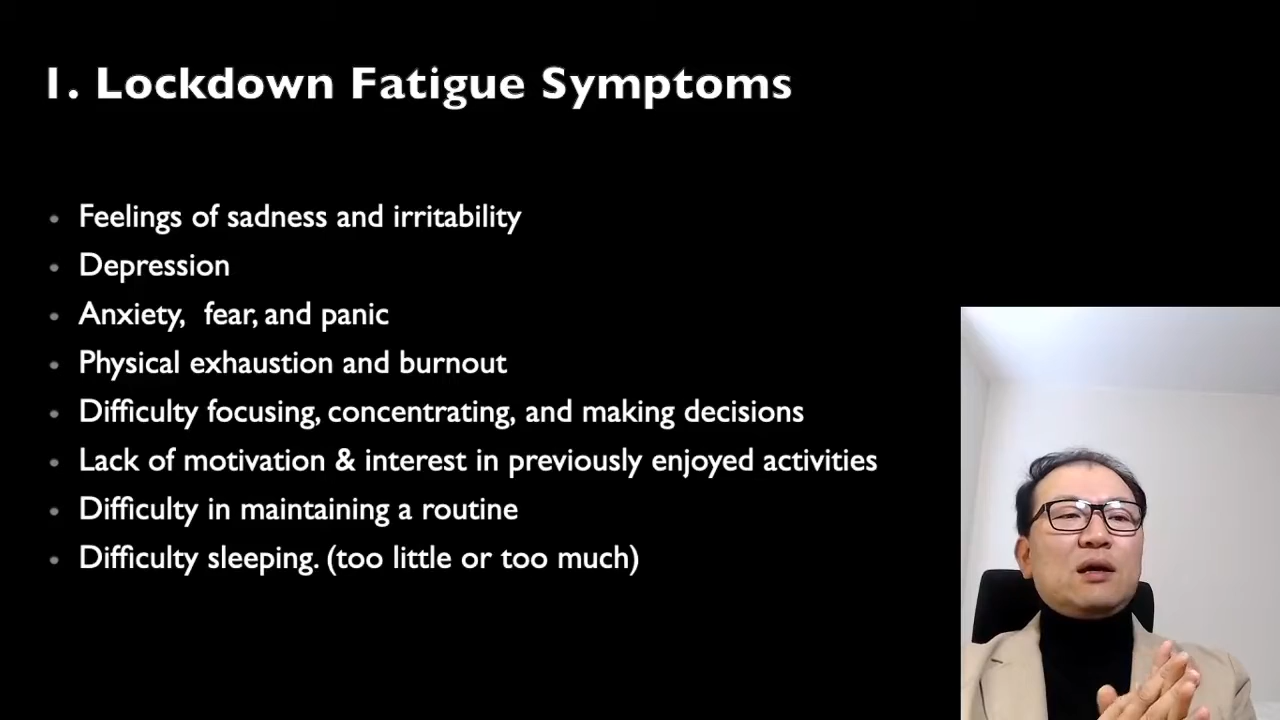 1. Lockdown Fatigue Symptoms
• Feelings of sadness and irritability
• Depression
• Anxiety,  fear, and panic
• Physical exhaustion and burnout
• Difficulty focusing, concentrating, and making decisions
• Lack of motivation & interest in previously enjoyed activities
• Difficulty in maintaining a routine
• Difficulty sleeping. (too little or too much)